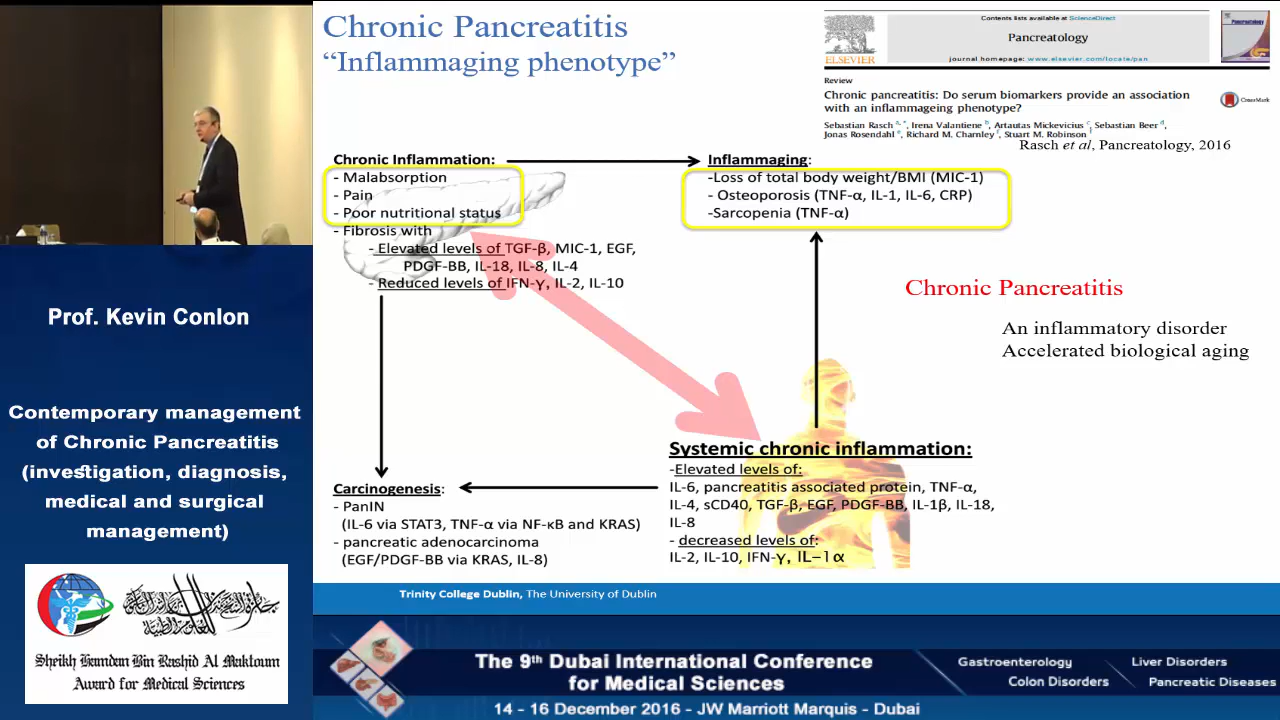 Chronic Pancreatitis
“Inflammaging phenotype”
Contents lists available at ScienceDirect
Pancreatology
journal homepage: www.elsevier.com/locate/pan
ELSEVIER
Review
Chronic pancreatitis: Do serum biomarkers provide an association
with an inflammageing phenotype?
CrossMark
Sebastian Rasch a, *, Irena Valantiene b, Artautas Mickevicius c, Sebastian Beer d,
Jonas Rosendahl e, Richard M. Charnley f, Stuart M. Robinson f
Rasch et al, Pancreatology, 2016
Chronic Inflammation:
- Malabsorption
- Pain
- Poor nutritional status
- Fibrosis with
- Elevated levels of TGF-β, MIC-1, EGF,
PDGF-BB, IL-18, IL-8, IL-4
- Reduced levels of IFN-γ, IL-2, IL-10
Inflammaging:
-Loss of total body weight/BMI (MIC-1)
- Osteoporosis (TNF-α, IL-1, IL-6, CRP)
-Sarcopenia (TNF-α)
Chronic Pancreatitis
An inflammatory disorder
Accelerated biological aging
Systemic chronic inflammation:
-Elevated levels of:
IL-6, pancreatitis associated protein, TNF-α,
IL-4, sCD40, TGF-β, EGF, PDGF-BB, IL-1β, IL-18,
IL-8
- decreased levels of:
IL-2, IL-10, IFN-γ, IL-1α
Carcinogenesis:
- PanIN
(IL-6 via STAT3, TNF-α via NF-κB and KRAS)
- pancreatic adenocarcinoma
(EGF/PDGF-BB via KRAS, IL-8)
Trinity College Dublin, The University of Dublin
Prof. Kevin Conlon
Contemporary management
of Chronic Pancreatitis
(investigation, diagnosis,
medical and surgical
management)
Sheikh Hamdan Bin Rashid Al Maktoum
Award for Medical Sciences
The 9th Dubai International Conference
for Medical Sciences
14 - 16 December 2016 - JW Marriott Marquis - Dubai
Gastroenterology
Liver Disorders
Colon Disorders
Pancreatic Diseases